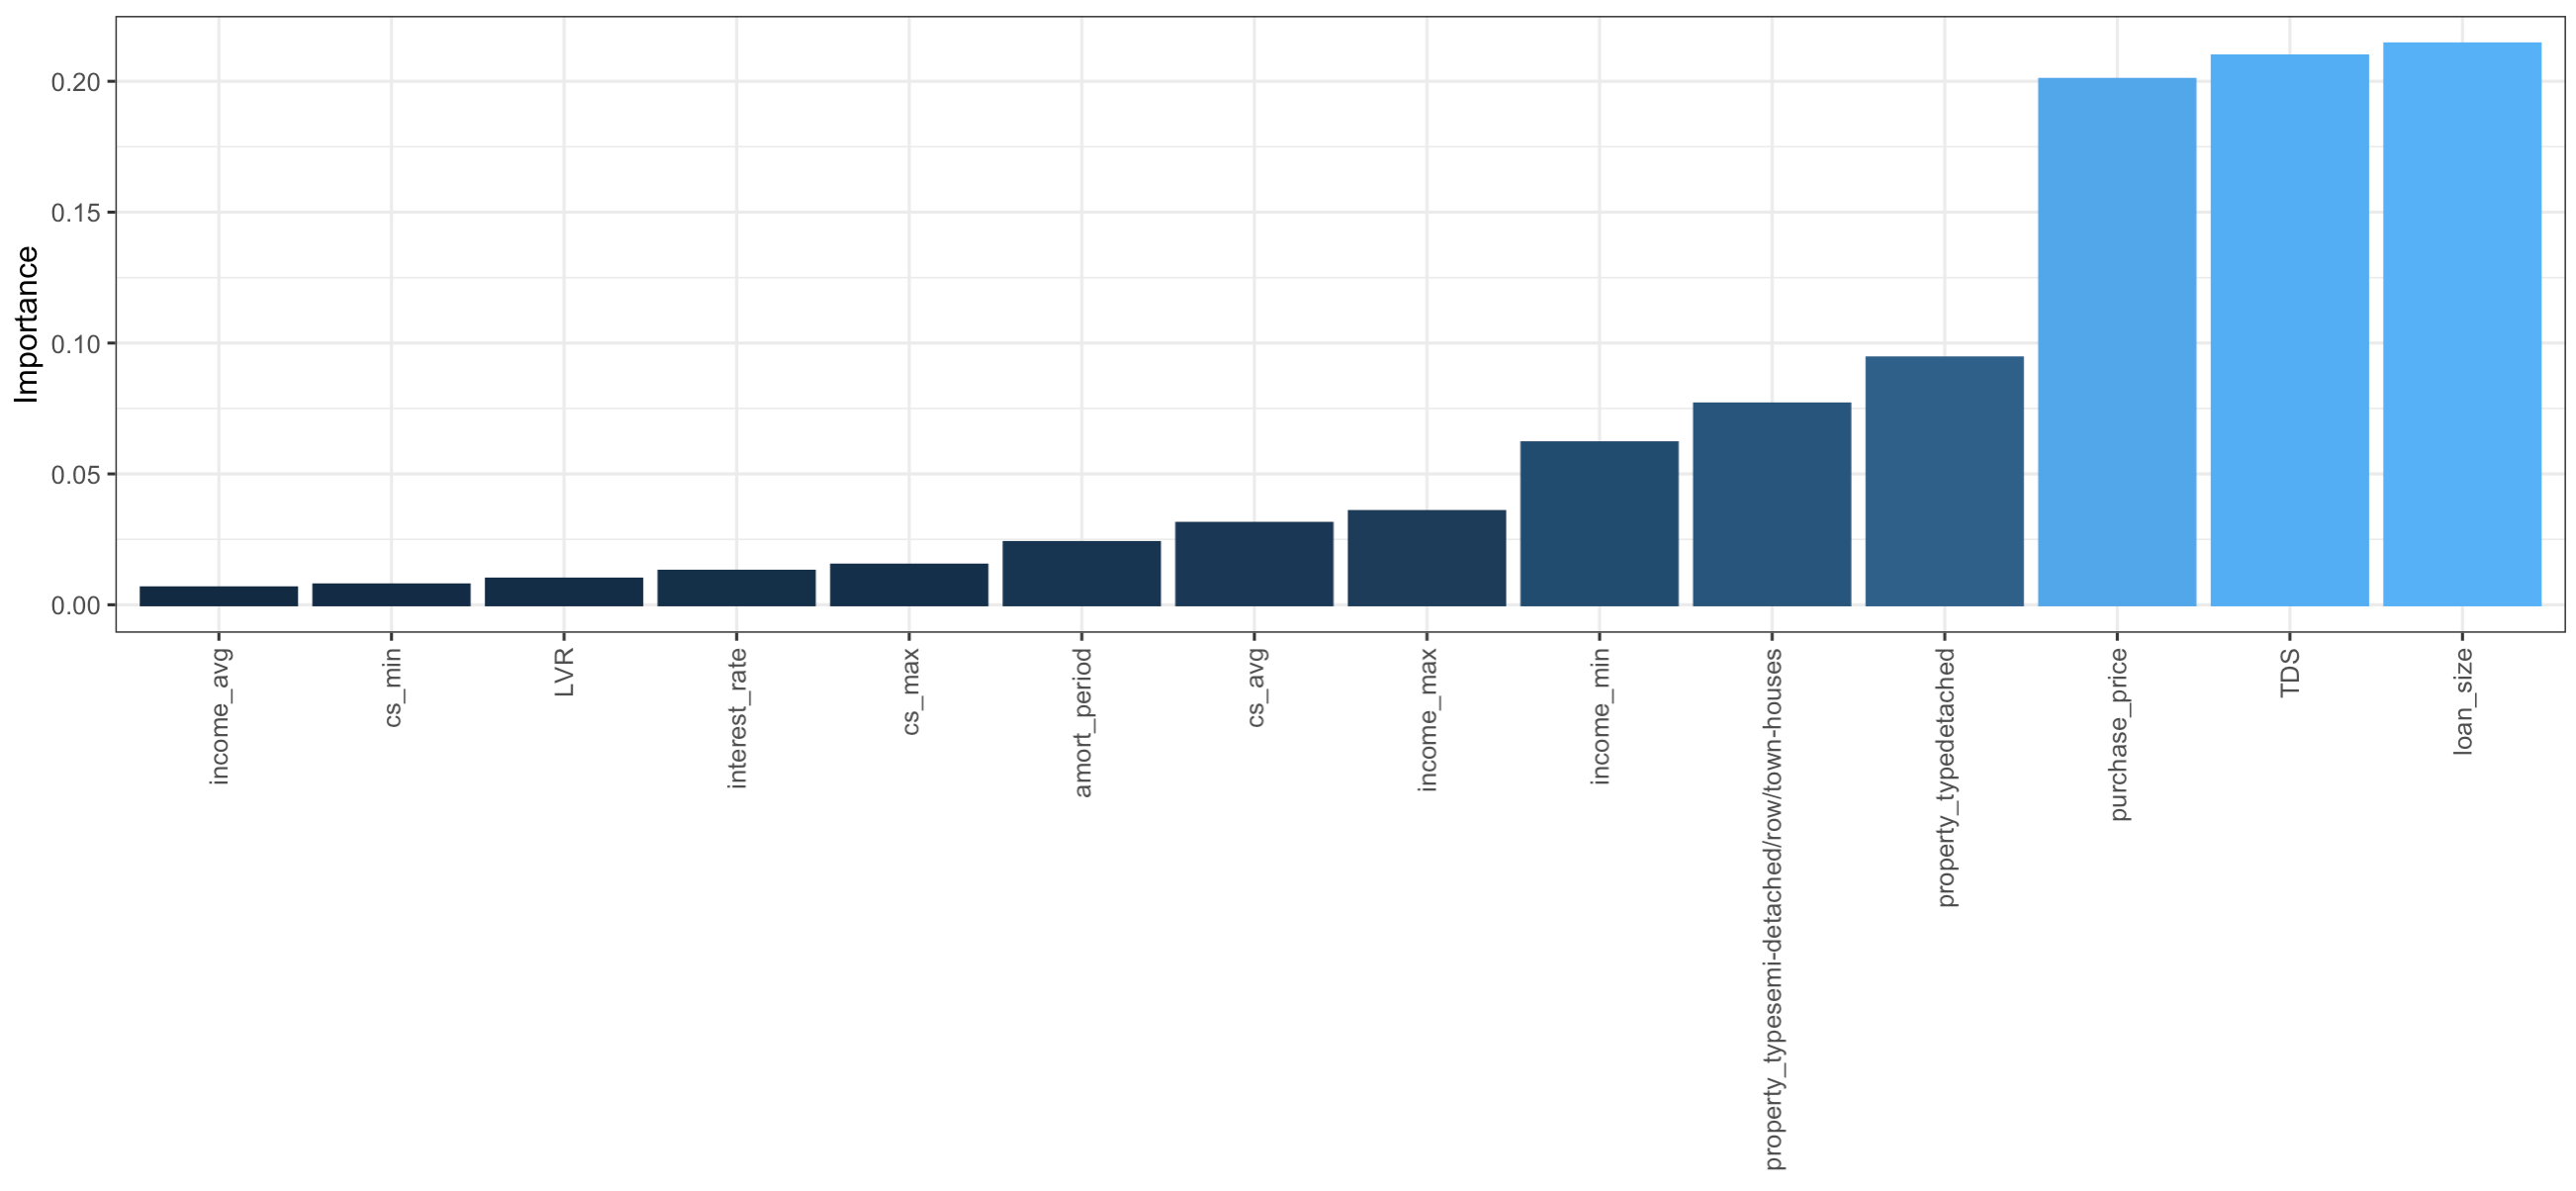 Importance
0.20
0.15
0.10
0.05
0.00
income_avg
cs_min
LVR
interest_rate
cs_max
amort_period
cs_avg
income_max
income_min
property_typesemi-detached/row/town-houses
property_typedetached
purchase_price
TDS
loan_size